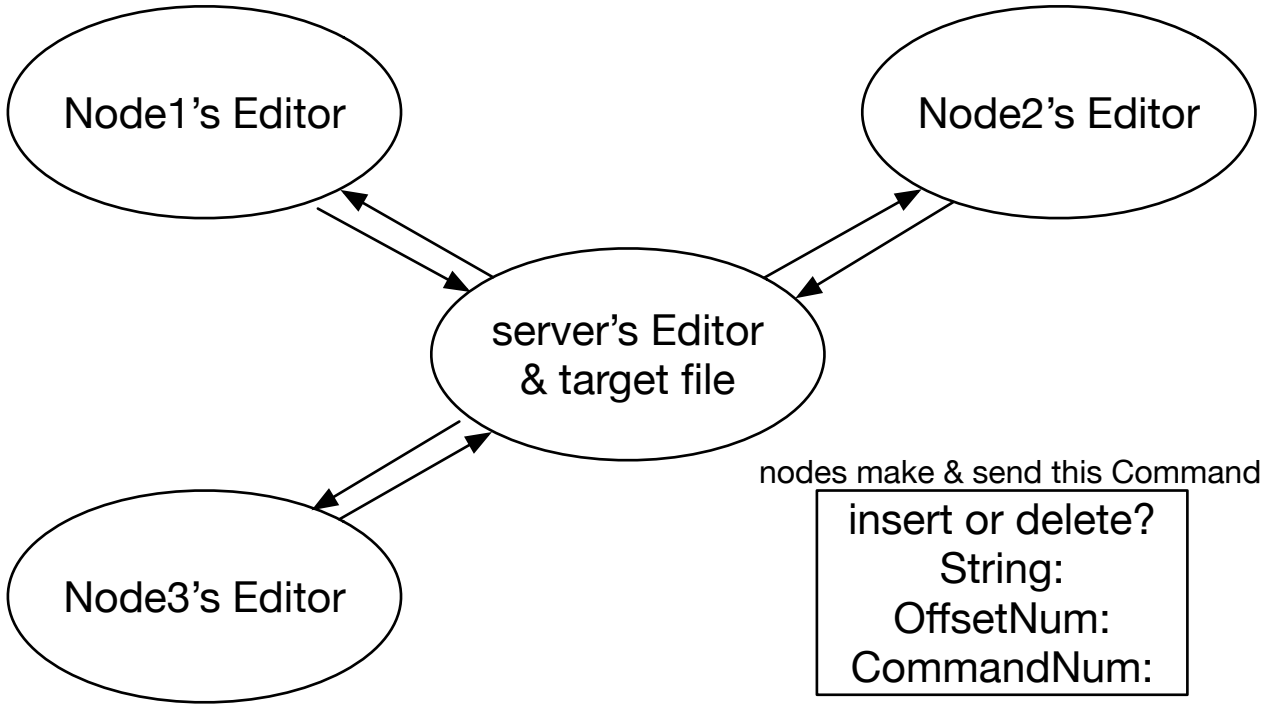 Node1’s Editor
Node2’s Editor
server’s Editor
& target file
Node3’s Editor
nodes make & send this Command
insert or delete?
String:
OffsetNum:
CommandNum: